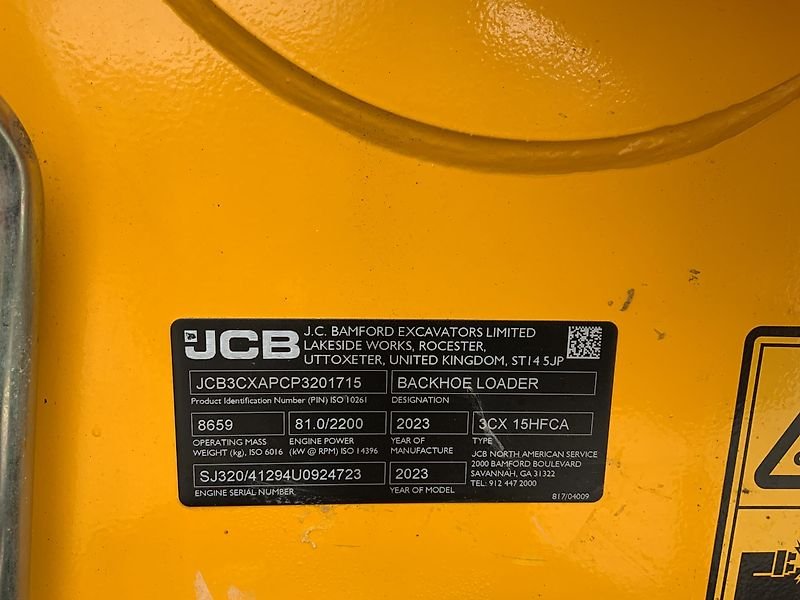 JCB
J.C. BAMFORD EXCAVATORS LIMITED
LAKESIDE WORKS, ROCESTER,
UTTOXETER, UNITED KINGDOM, ST14 5JP
JCB3CXAPCP3201715
Product Identification Number (PIN) ISO 10261
BACKHOE LOADER
DESIGNATION
8659
OPERATING MASS
WEIGHT (kg), ISO 6016
81.0/2200
ENGINE POWER
(kW @ RPM) ISO 14396
2023
YEAR OF
MANUFACTURE
3CX 15HFCA
TYPE
SJ320/41294U0924723
ENGINE SERIAL NUMBER
2023
YEAR OF MODEL
JCB NORTH AMERICAN SERVICE
2000 BAMFORD BOULEVARD
SAVANNAH, GA 31322
TEL: 912 447 2000
817/04009